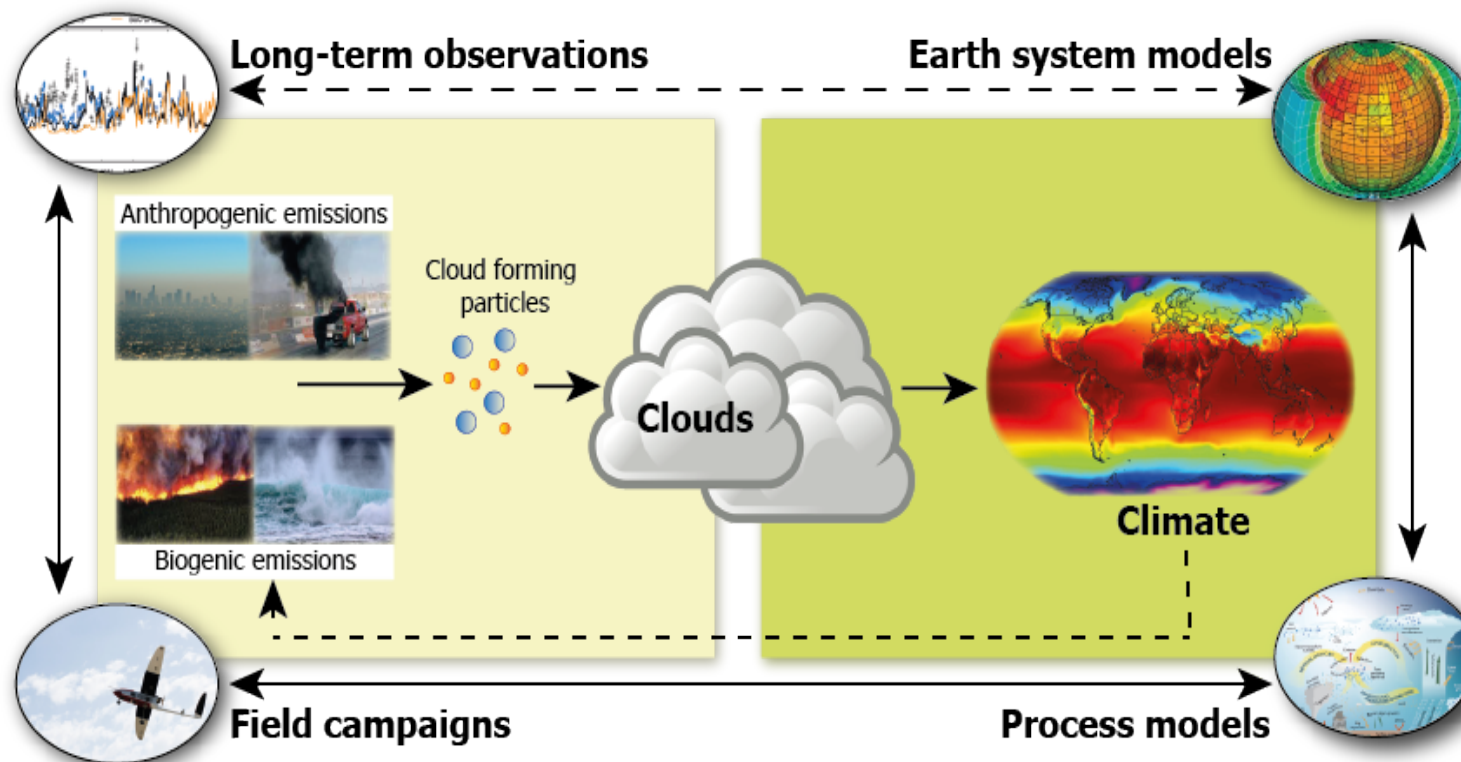 Long-term observations
Earth system models
Anthropogenic emissions
Cloud forming
particles
Clouds
Climate
Biogenic emissions
Field campaigns
Process models